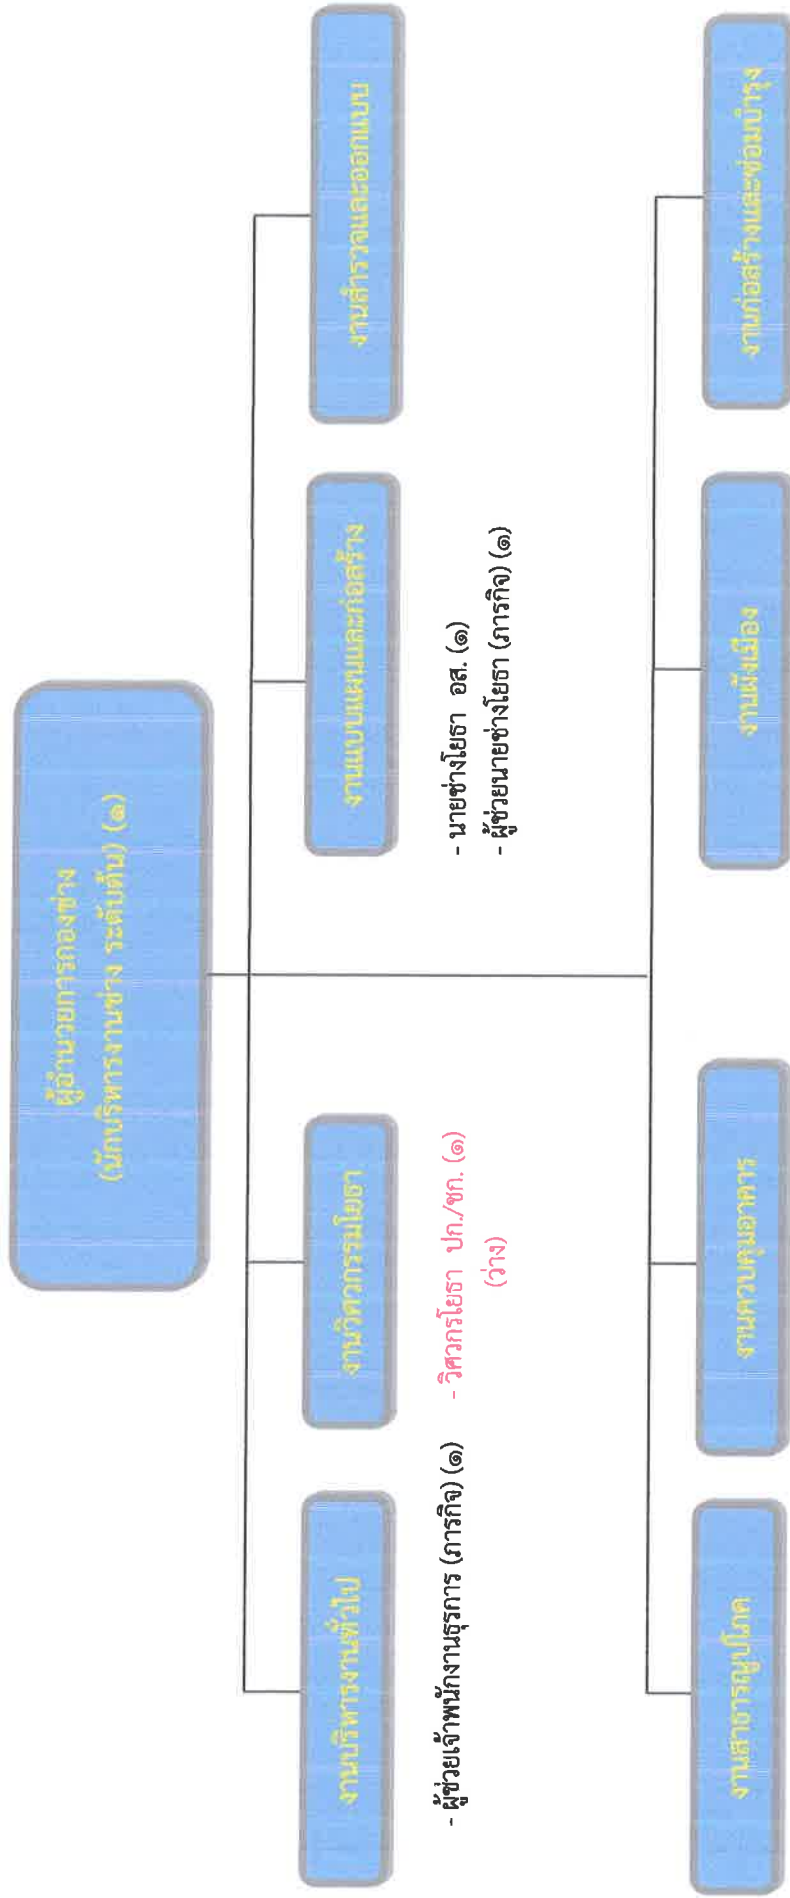 ผู้อำนวยการกองช่าง
(นักบริหารงานช่าง ระดับต้น) (๑)
งานบริหารงานทั่วไป
งานวิศวกรรมโยธา
งานแบบแผนและก่อสร้าง
งานสำรวจและออกแบบ
- ผู้ช่วยเจ้าพนักงานธุรการ (ภารกิจ) (๑)
- วิศวกรโยธา ปก./ชก. (๑)
(ว่าง)
- นายช่างโยธา อส. (๑)
- ผู้ช่วยนายช่างโยธา (ภารกิจ) (๑)
งานสาธารณูปโภค
งานควบคุมอาคาร
งานผังเมือง
งานก่อสร้างและซ่อมบำรุง